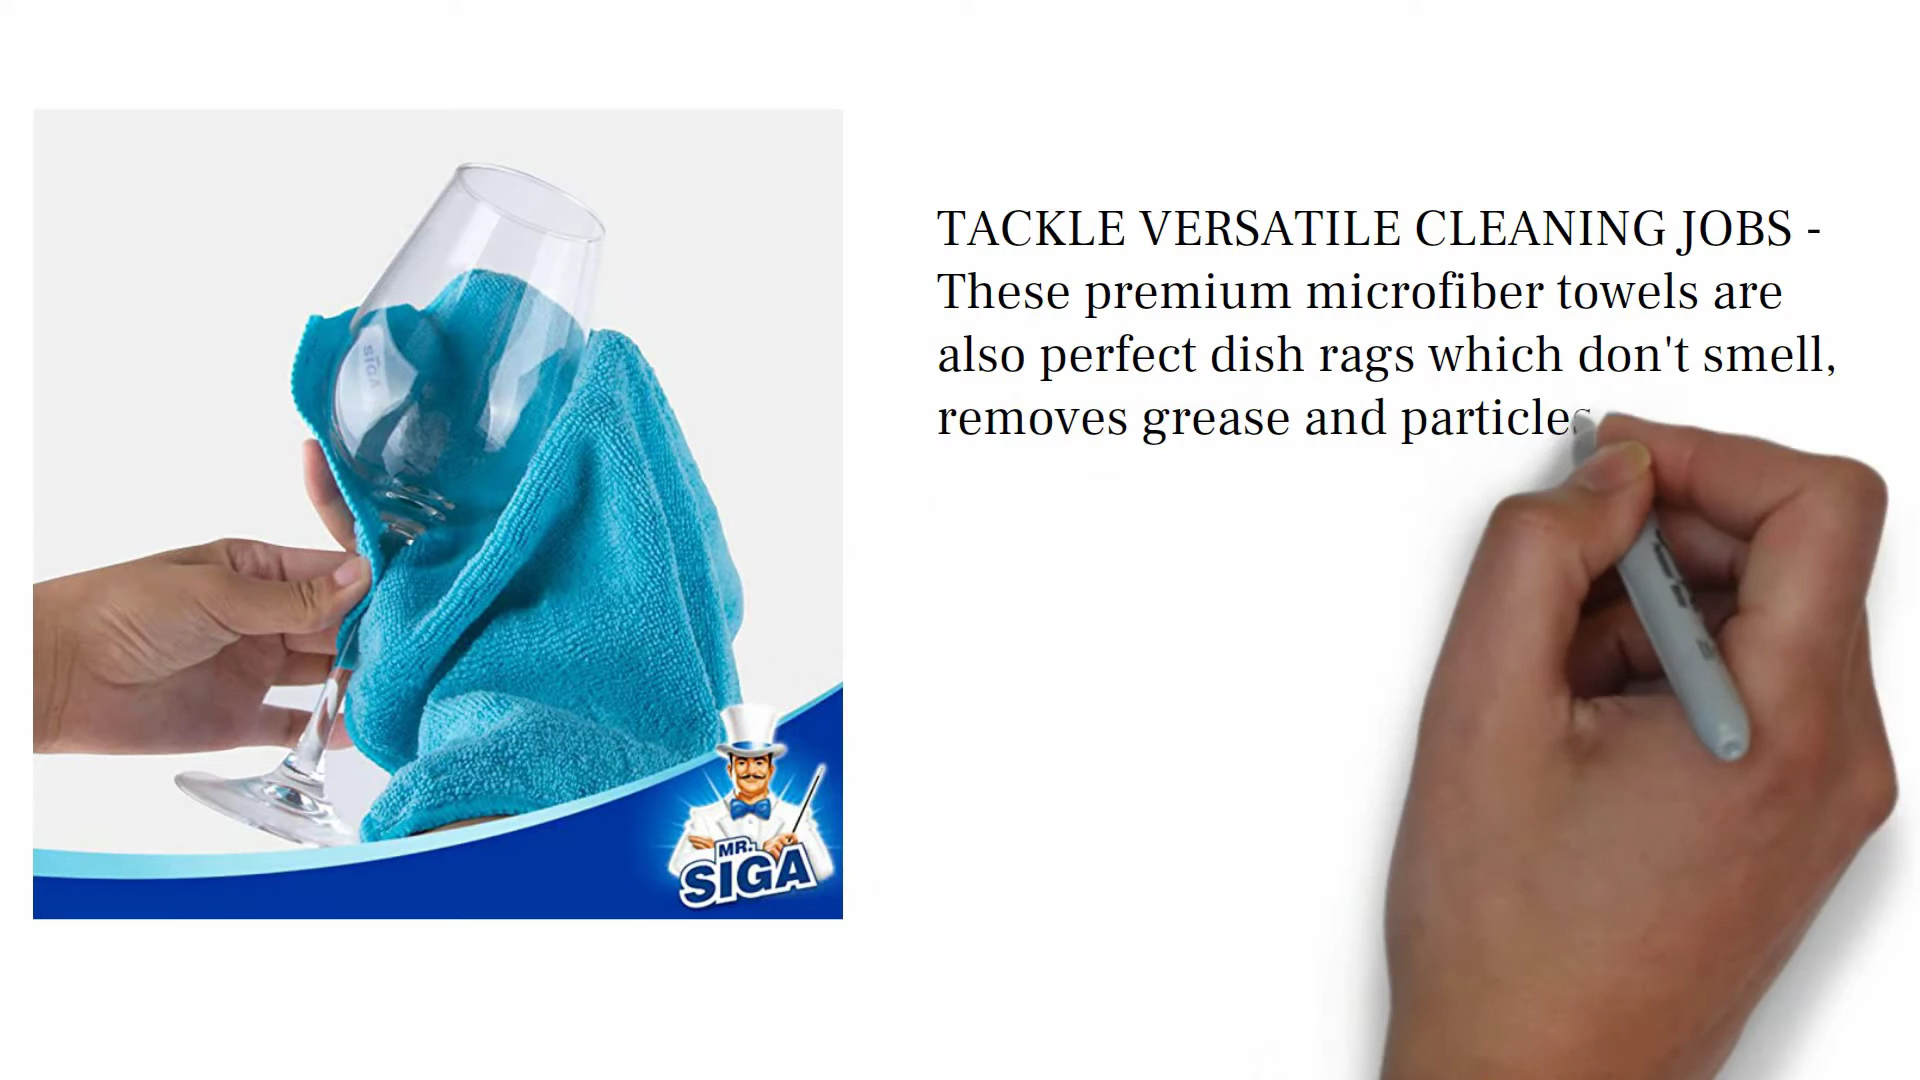 TACKLE VERSATILE CLEANING JOBS -
These premium microfiber towels are
also perfect dish rags which don't smell,
removes grease and particles
SIGA
MR.
SIGA